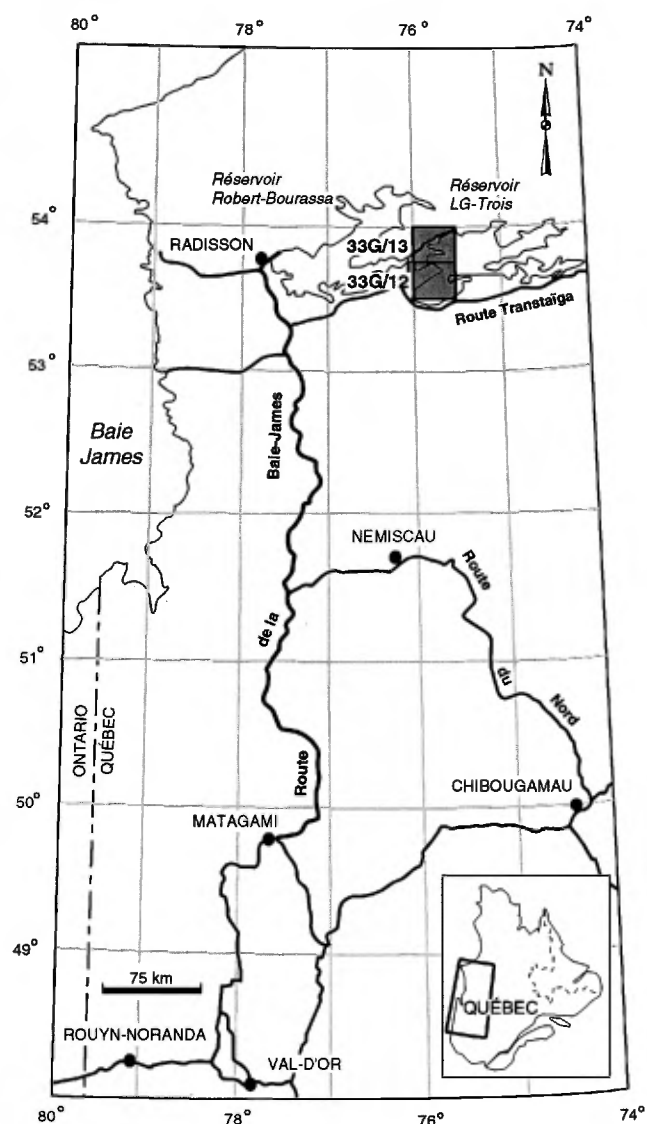 80° 78° 76° 74°
N
Réservoir
Robert-Bourassa
Réservoir
LG-Trois
54°
RADISSON
33G/13
33G/12
Route Transtaïga
53°
Baie
James
Baie-James
52°
NEMISCAU
Route
de la
51°
du
Nord
ONTARIO
QUÉBEC
Route
CHIBOUGAMAU
50°
MATAGAMI
49°
75 km
QUÉBEC
ROUYN-NORANDA
VAL-D'OR
80° 78° 76° 74°